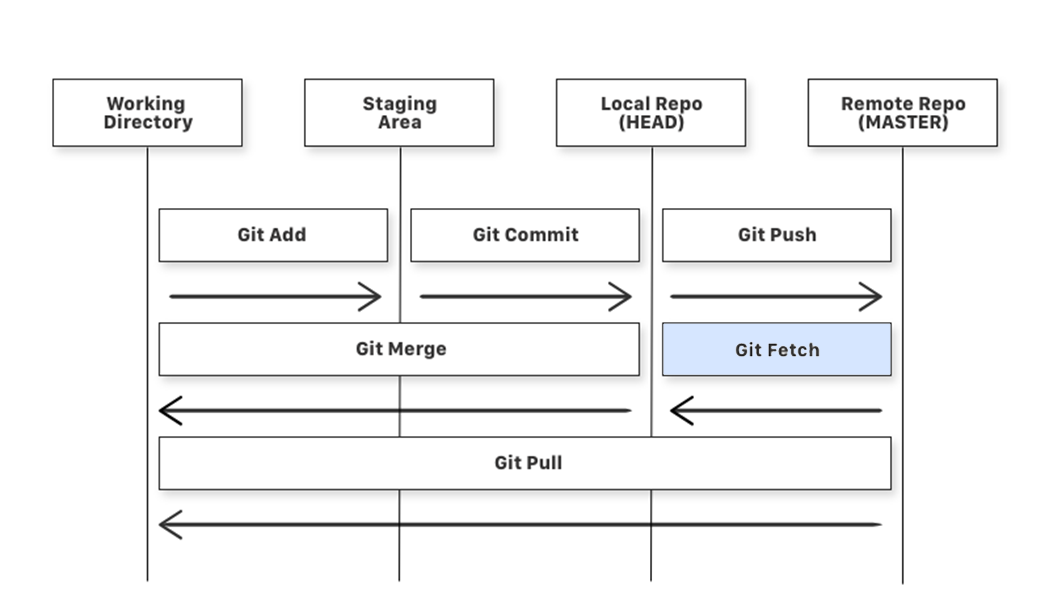 Working
Directory
Staging
Area
Local Repo
(HEAD)
Remote Repo
(MASTER)
Git Add
Git Commit
Git Push
Git Merge
Git Fetch
Git Pull